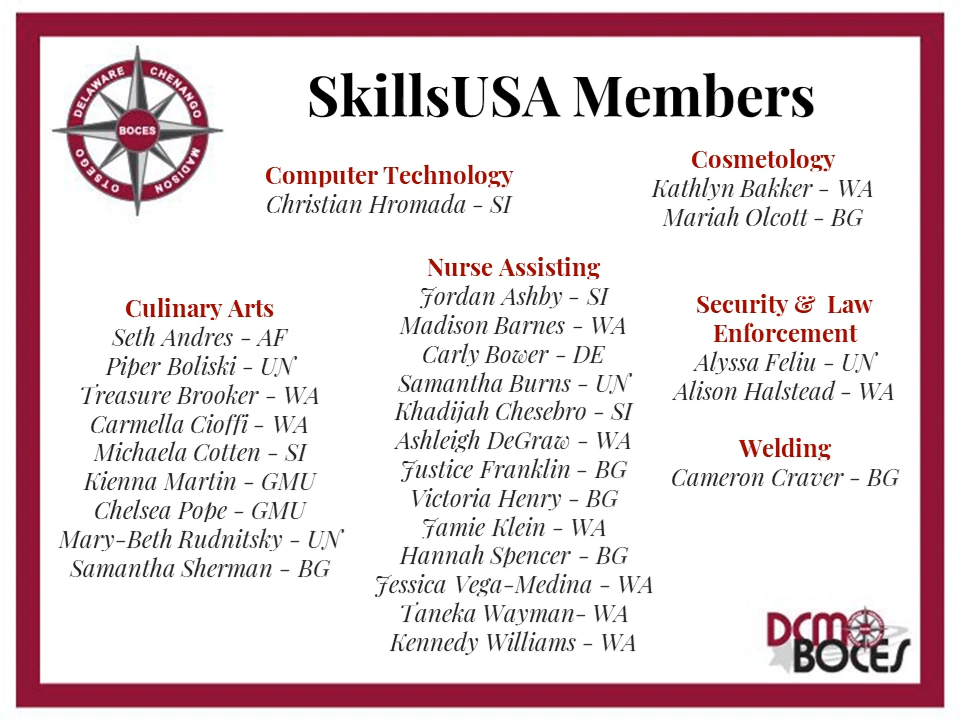 DELAWARE
CHENANGO
MADISON
OTSEGO
BOCES
SkillsUSA Members
Computer Technology
Christian Hromada - SI
Cosmetology
Kathlyn Bakker - WA
Mariah Olcott - BG
Culinary Arts
Seth Andres - AF
Piper Boliski - UN
Treasure Brooker - WA
Carmella Cioffi - WA
Michaela Cotten - SI
Kienna Martin - GMU
Chelsea Pope - GMU
Mary-Beth Rudnitsky - UN
Samantha Sherman - BG
Nurse Assisting
Jordan Ashby - SI
Madison Barnes - WA
Carly Bower - DE
Samantha Burns - UN
Khadijah Chesebro - SI
Ashleigh DeGraw - WA
Justice Franklin - BG
Victoria Henry - BG
Jamie Klein - WA
Hannah Spencer - BG
Jessica Vega-Medina - WA
Taneka Wayman- WA
Kennedy Williams - WA
Security & Law
Enforcement
Alyssa Feliu - UN
Alison Halstead - WA
Welding
Cameron Craver - BG
DCMO
BOCES